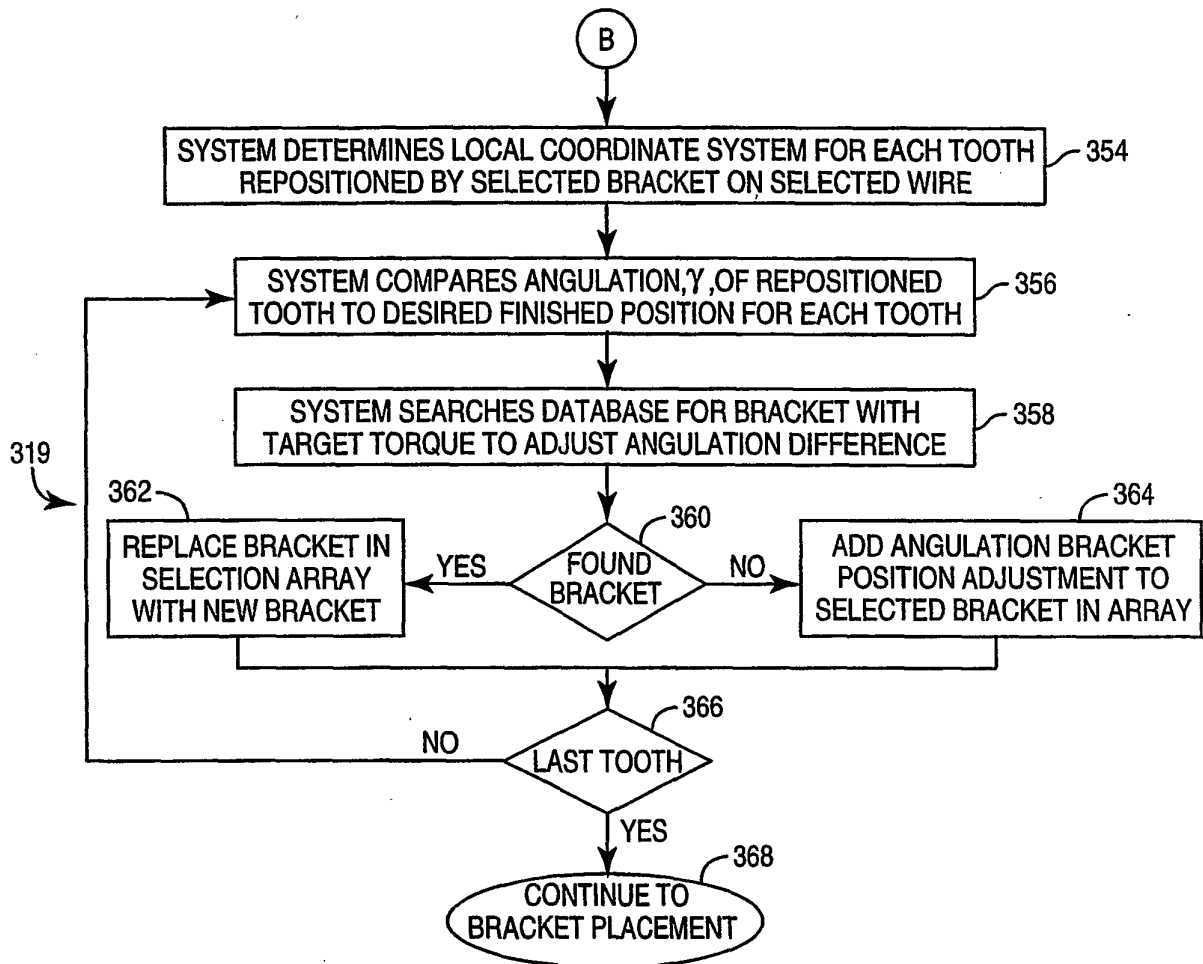 B
SYSTEM DETERMINES LOCAL COORDINATE SYSTEM FOR EACH TOOTH
REPOSITIONED BY SELECTED BRACKET ON SELECTED WIRE
354
SYSTEM COMPARES ANGULATION,γ,OF REPOSITIONED
TOOTH TO DESIRED FINISHED POSITION FOR EACH TOOTH
356
SYSTEM SEARCHES DATABASE FOR BRACKET WITH
TARGET TORQUE TO ADJUST ANGULATION DIFFERENCE
358
319
362
REPLACE BRACKET IN
SELECTION ARRAY
WITH NEW BRACKET
YES
360
FOUND
BRACKET
NO
364
ADD ANGULATION BRACKET
POSITION ADJUSTMENT TO
SELECTED BRACKET IN ARRAY
366
NO
LAST TOOTH
YES
368
CONTINUE TO
BRACKET PLACEMENT